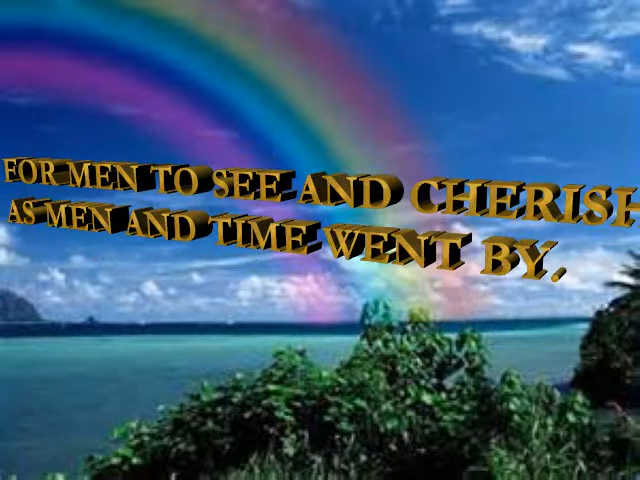 FOR MEN TO SEE AND CHERISH
AS MEN AND TIME WENT BY.